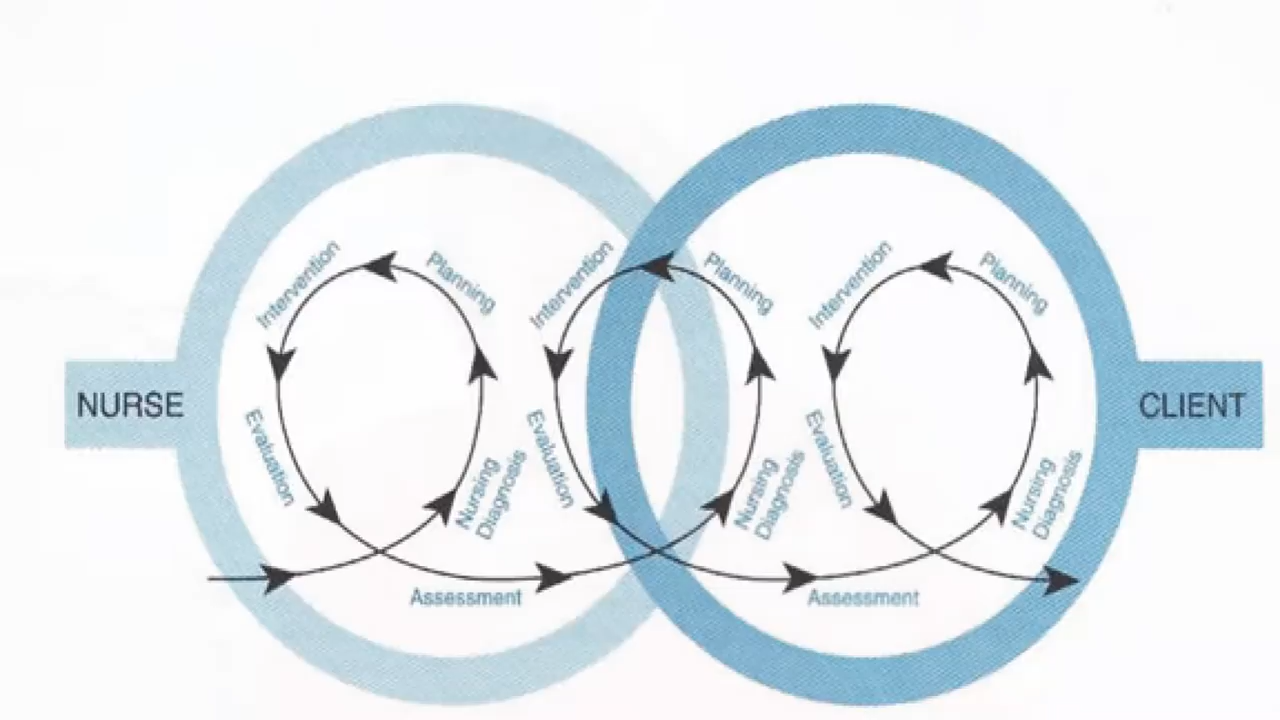 NURSE
Intervention
Planning
Evaluation
Nursing
Diagnosis
Assessment
Intervention
Planning
Evaluation
Nursing
Diagnosis
Assessment
Intervention
Planning
Evaluation
Nursing
Diagnosis
CLIENT